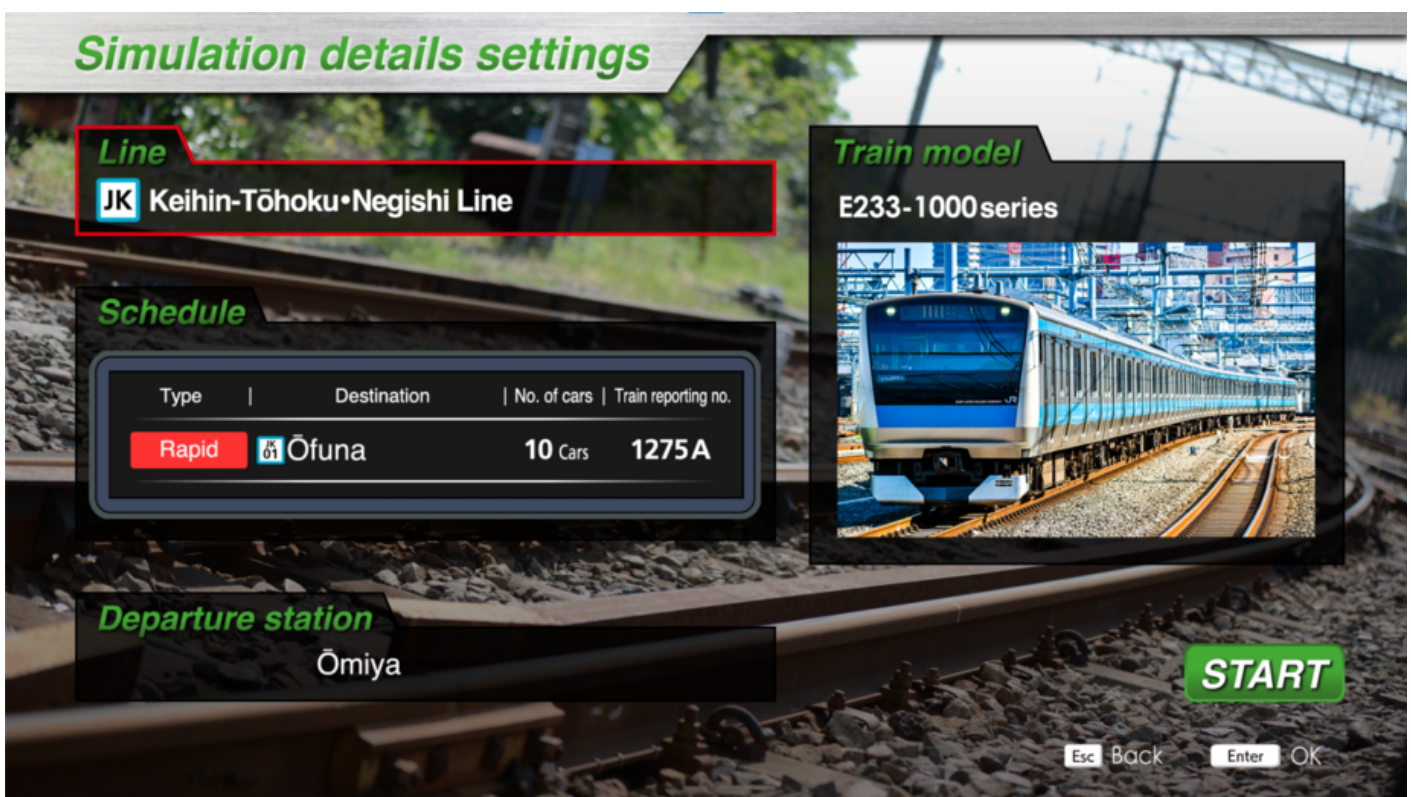 Simulation details settings
Line
JK Keihin-Tōhoku•Negishi Line
Schedule
Type | Destination | No. of cars | Train reporting no.
Rapid JK 01 Ōfuna 10 Cars 1275A
Departure station
Ōmiya
Train model
E233-1000 series
JR
START
Esc Back Enter OK